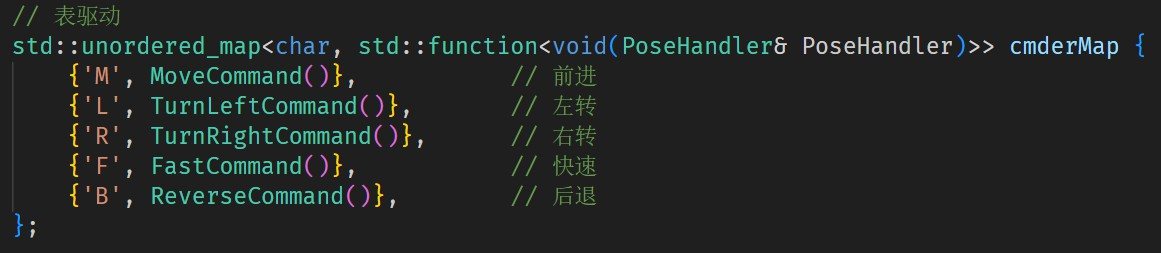 // 表驱动
std::unordered_map<char, std::function<void(PoseHandler& PoseHandler)>> cmderMap {
    {'M', MoveCommand()},           // 前进
    {'L', TurnLeftCommand()},       // 左转
    {'R', TurnRightCommand()},      // 右转
    {'F', FastCommand()},           // 快速
    {'B', ReverseCommand()},        // 后退
};